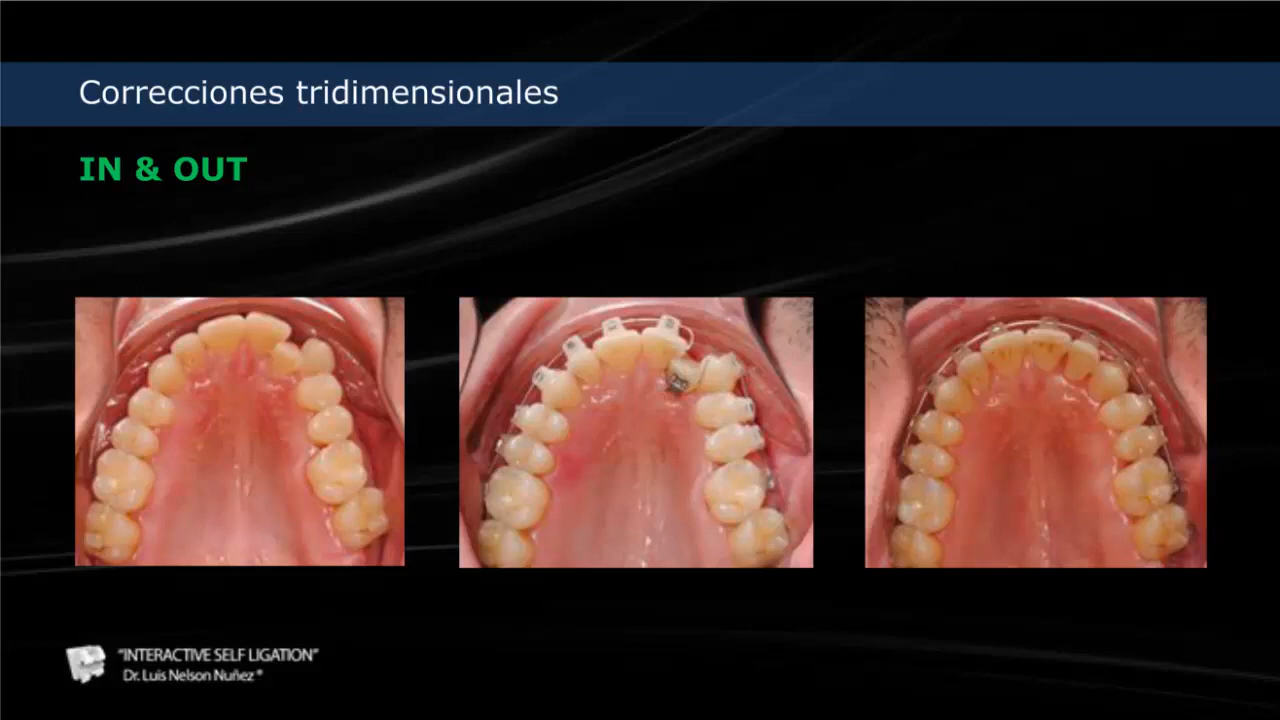 Correcciones tridimensionales
IN & OUT
“INTERACTIVE SELF LIGATION”
Dr. Luis Nelson Nuñez ®